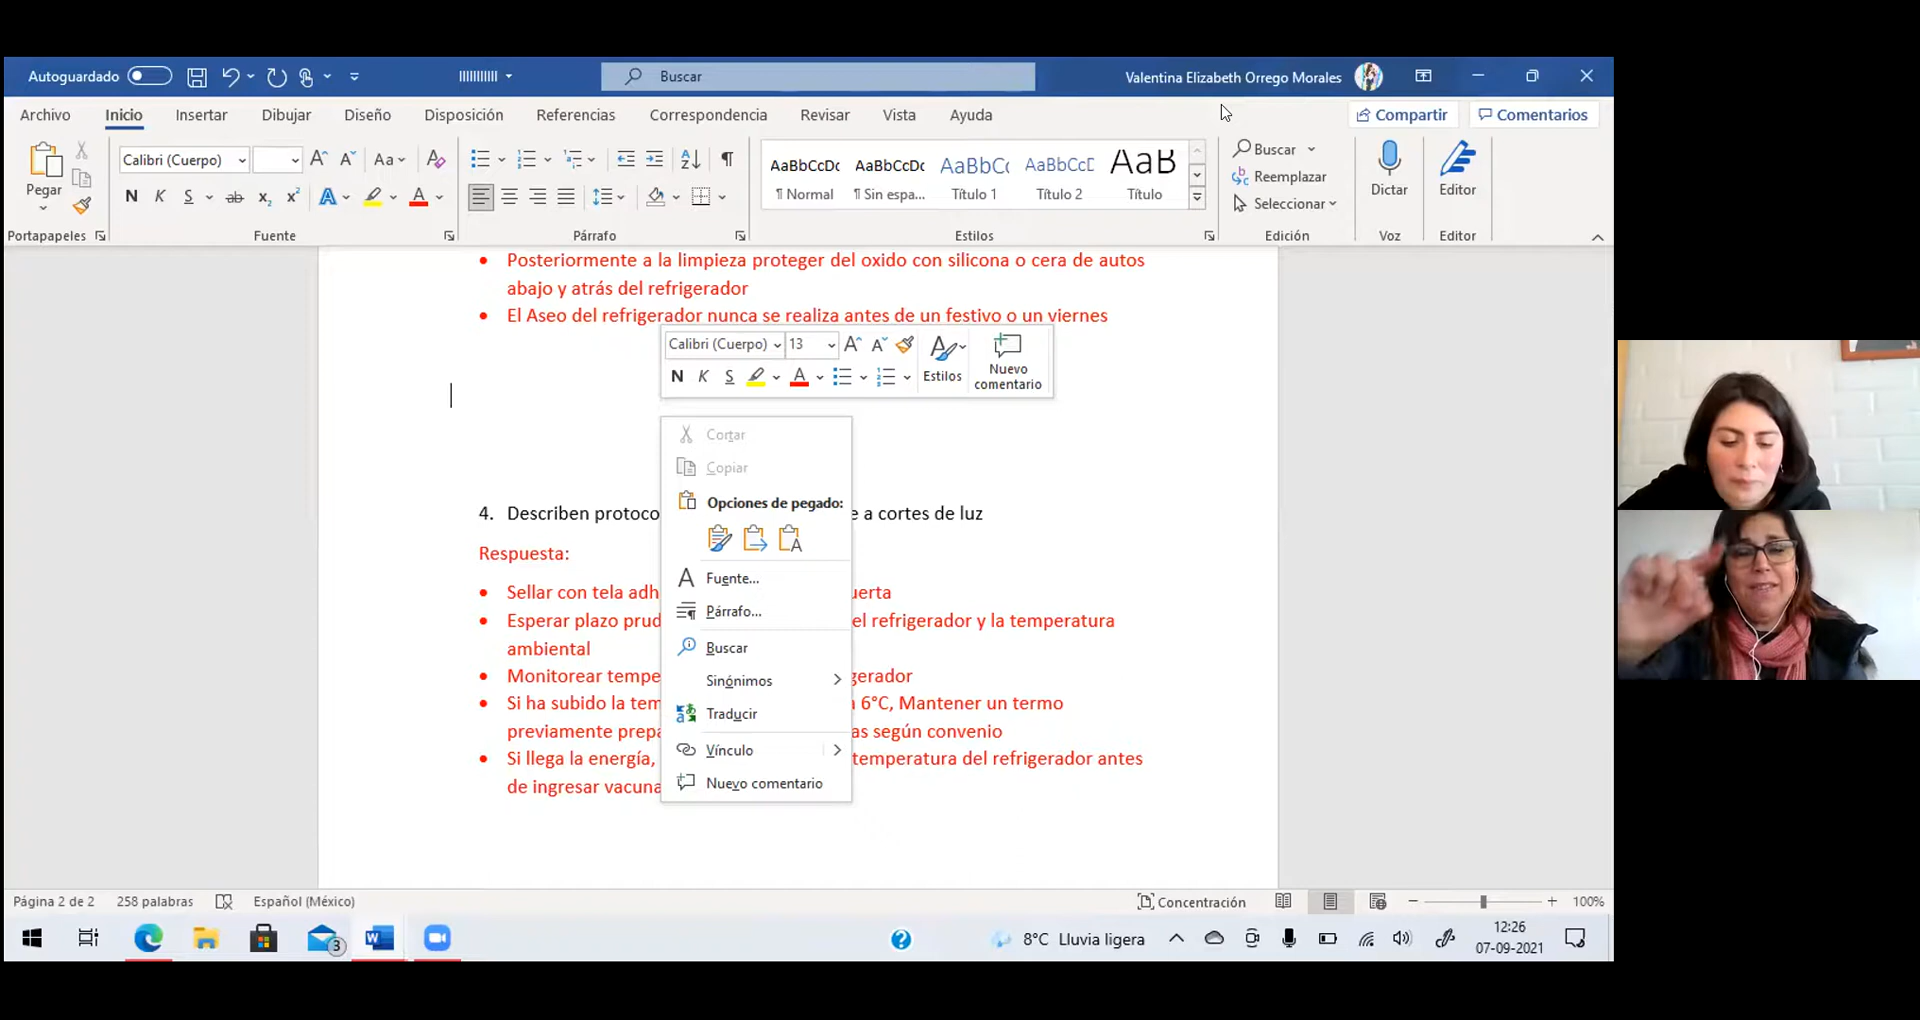 Autoguardado
Buscar
Valentina Elizabeth Orrego Morales
Archivo Inicio Insertar Dibujar Diseño Disposición Referencias Correspondencia Revisar Vista Ayuda Compartir Comentarios
Pegar
Calibri (Cuerpo)
Aa
N K S ab x₂ x² A A
AaBbCcDc AaBbCcDc AaBbCc AaBbCcD AaB
¶ Normal ¶ Sin espa... Título 1 Título 2 Título
Buscar
Reemplazar
Seleccionar
Dictar
Editor
Portapapeles Fuente Párrafo Estilos Edición Voz Editor
• Posteriormente a la limpieza proteger del oxido con silicona o cera de autos
abajo y atrás del refrigerador
• El Aseo del refrigerador nunca se realiza antes de un festivo o un viernes
Calibri (Cuerpo) 13
N K S A
Estilos
Nuevo
comentario
Cortar
Copiar
Opciones de pegado:
Fuente...
Párrafo...
Buscar
Sinónimos
Traducir
Vínculo
Nuevo comentario
4. Describen protoco e a cortes de luz
Respuesta:
• Sellar con tela adh uerta
• Esperar plazo prud el refrigerador y la temperatura
ambiental
• Monitorear tempe gerador
• Si ha subido la tem a 6°C, Mantener un termo
previamente prepa as según convenio
• Si llega la energía, temperatura del refrigerador antes
de ingresar vacuna
Página 2 de 2 258 palabras Español (México) Concentración 100%
3
8°C Lluvia ligera
12:26
07-09-2021